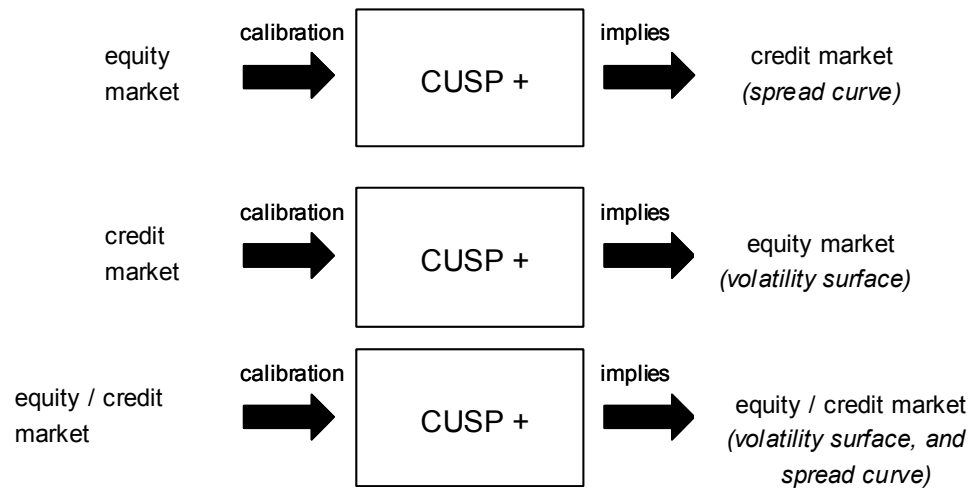 calibration
implies
equity
market
CUSP +
credit market
(spread curve)
calibration
implies
credit
market
CUSP +
equity market
(volatility surface)
calibration
implies
equity / credit
market
CUSP +
equity / credit market
(volatility surface, and
spread curve)